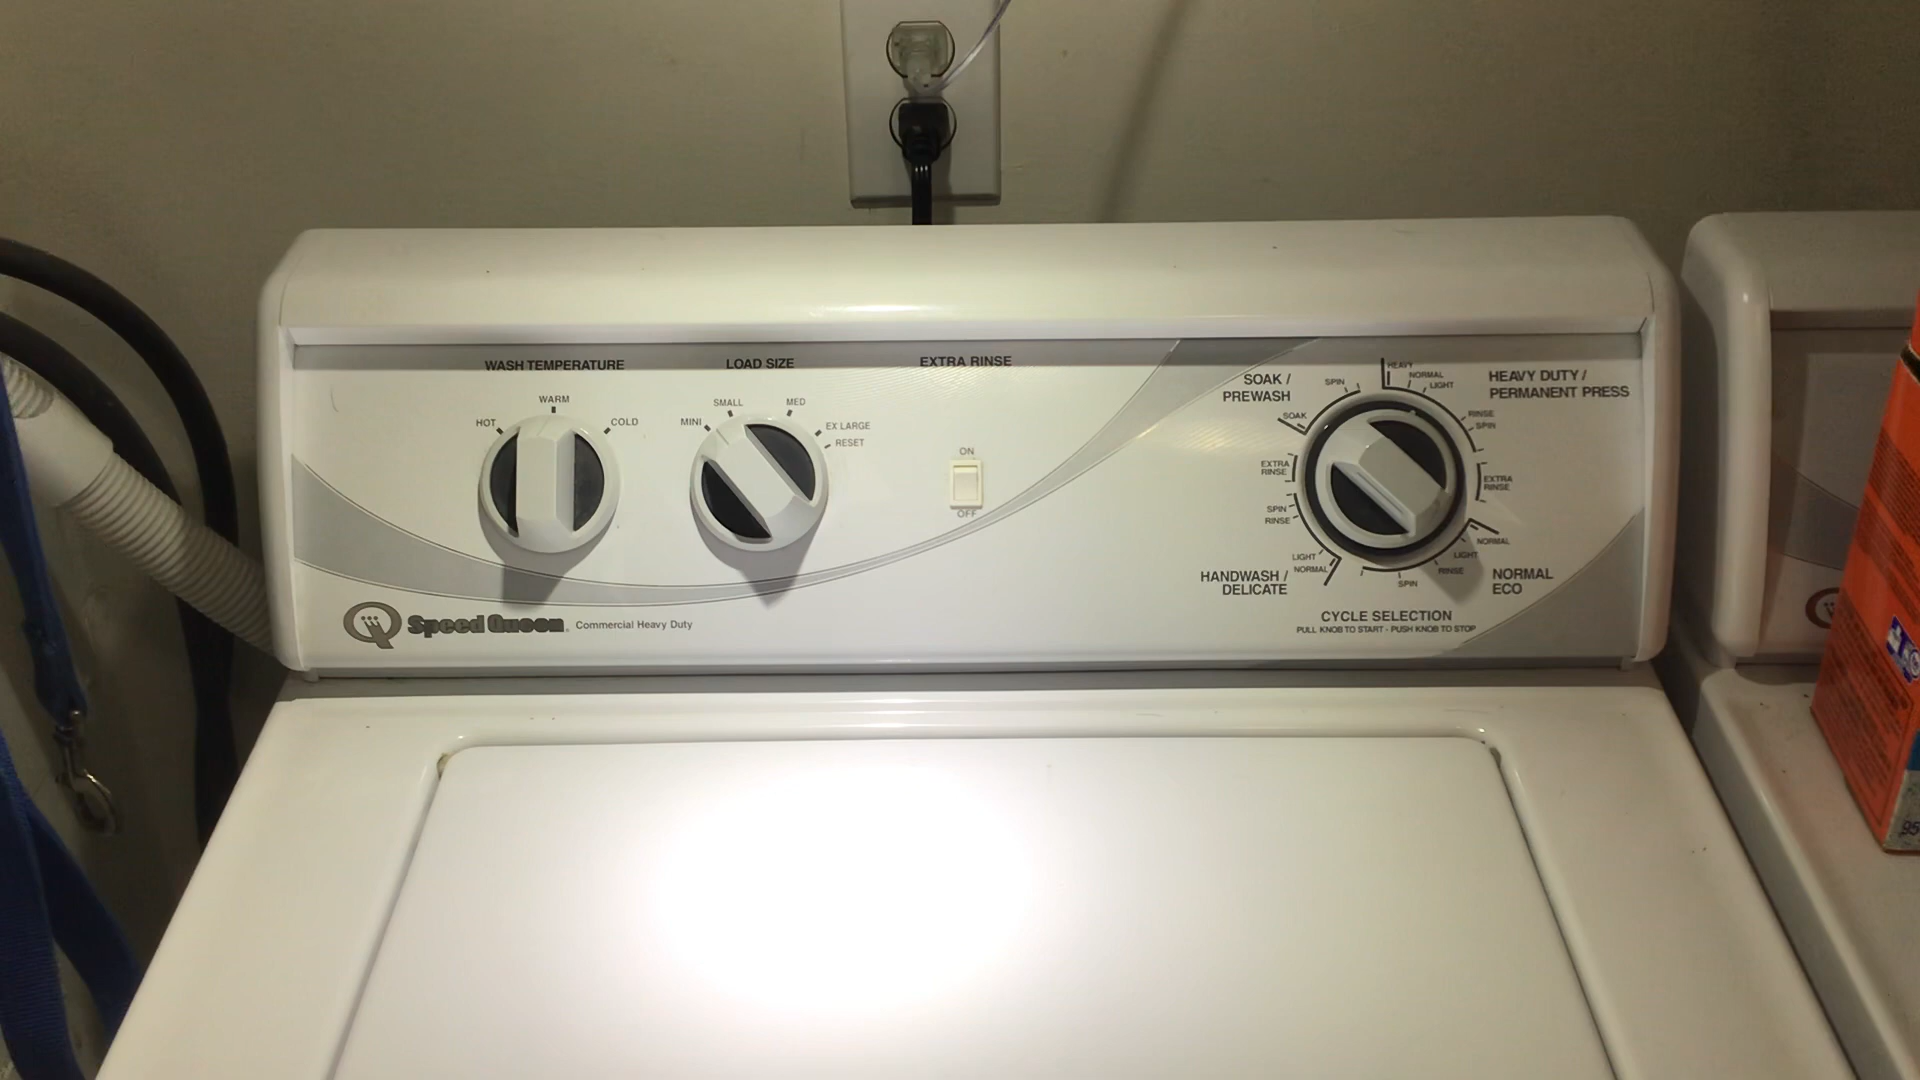 WASH TEMPERATURE
HOT
WARM
COLD
LOAD SIZE
MINI
SMALL
MED
EX LARGE
RESET
EXTRA RINSE
ON
OFF
SOAK /
PREWASH
SOAK
SPIN
HEAVY DUTY /
PERMANENT PRESS
HEAVY
NORMAL
LIGHT
RINSE
SPIN
EXTRA
RINSE
NORMAL
LIGHT
RINSE
SPIN
NORMAL
ECO
HANDWASH /
DELICATE
NORMAL
LIGHT
RINSE
SPIN
EXTRA
RINSE
CYCLE SELECTION
PULL KNOB TO START - PUSH KNOB TO STOP
Speed Queen Commercial Heavy Duty
95